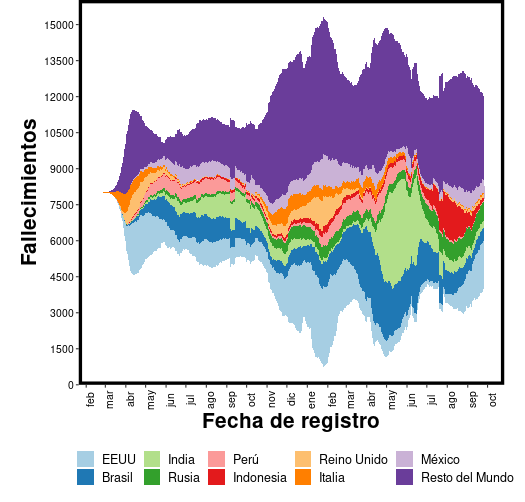 Fallecimientos
15000
13500
12000
10500
9000
7500
6000
4500
3000
1500
0
feb mar abr may jun jul ago sep oct nov dic ene feb mar abr may jun jul ago sep oct
Fecha de registro
EEUU India Perú Reino Unido México
Brasil Rusia Indonesia Italia Resto del Mundo